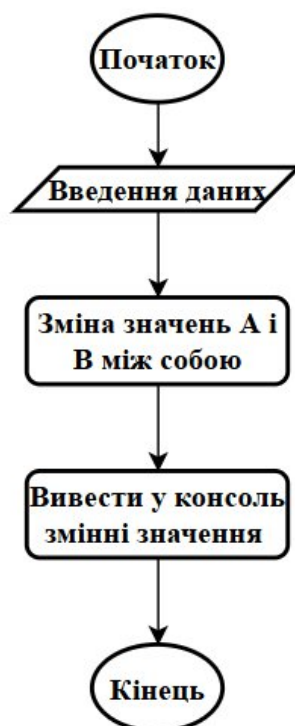 Початок
Введення даних
Зміна значень А і
В між собою
Вивести у консоль
змінні значення
Кінець